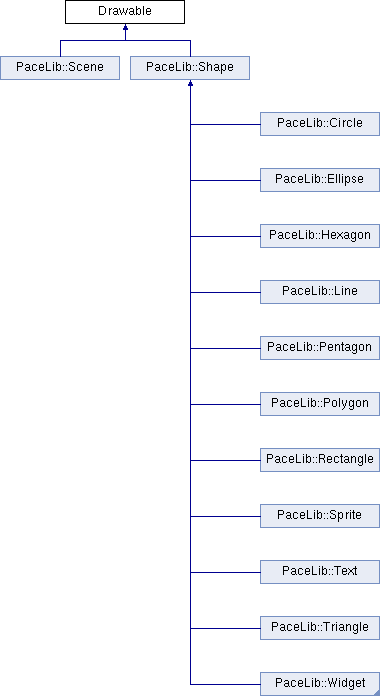 Drawable
PaceLib::Scene
PaceLib::Shape
PaceLib::Circle
PaceLib::Ellipse
PaceLib::Hexagon
PaceLib::Line
PaceLib::Pentagon
PaceLib::Polygon
PaceLib::Rectangle
PaceLib::Sprite
PaceLib::Text
PaceLib::Triangle
PaceLib::Widget